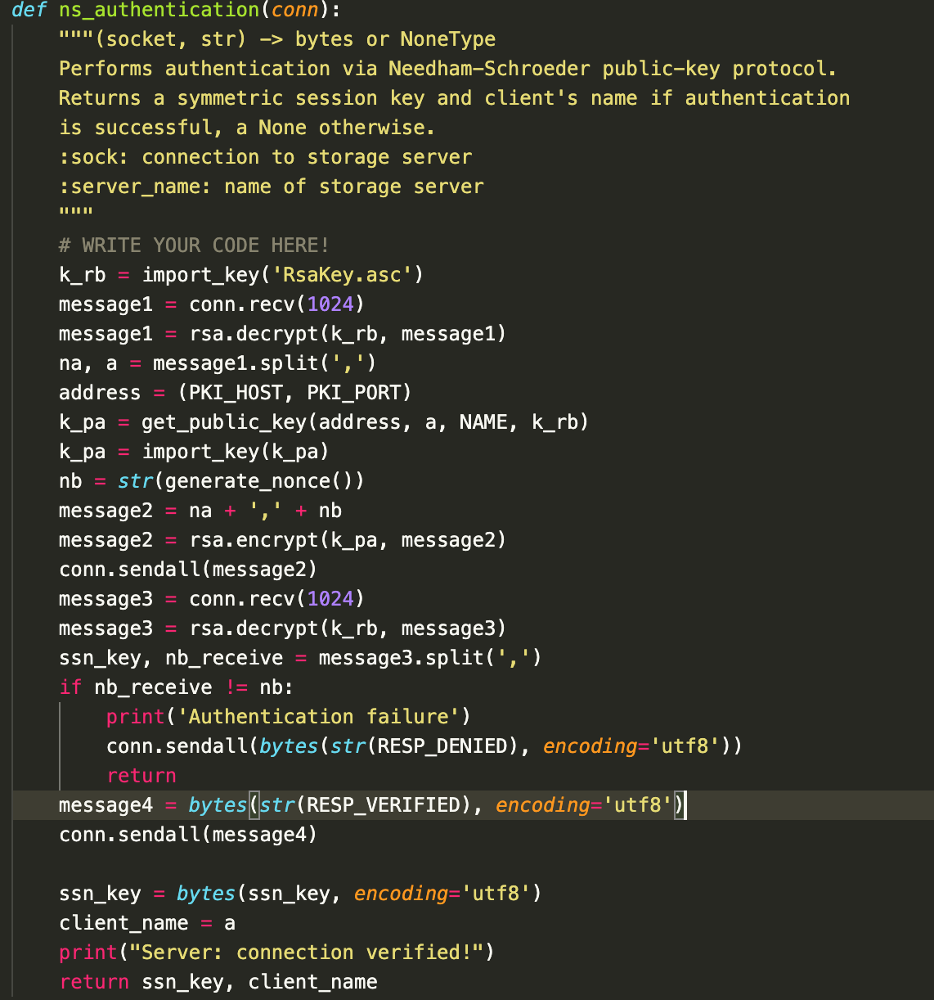 def ns_authentication(conn):
    """(socket, str) -> bytes or NoneType
    Performs authentication via Needham-Schroeder public-key protocol.
    Returns a symmetric session key and client's name if authentication
    is successful, a None otherwise.
    :sock: connection to storage server
    :server_name: name of storage server
    """
    # WRITE YOUR CODE HERE!
    k_rb = import_key('RsaKey.asc')
    message1 = conn.recv(1024)
    message1 = rsa.decrypt(k_rb, message1)
    na, a = message1.split(',')
    address = (PKI_HOST, PKI_PORT)
    k_pa = get_public_key(address, a, NAME, k_rb)
    k_pa = import_key(k_pa)
    nb = str(generate_nonce())
    message2 = na + ',' + nb
    message2 = rsa.encrypt(k_pa, message2)
    conn.sendall(message2)
    message3 = conn.recv(1024)
    message3 = rsa.decrypt(k_rb, message3)
    ssn_key, nb_receive = message3.split(',')
    if nb_receive != nb:
        print('Authentication failure')
        conn.sendall(bytes(str(RESP_DENIED), encoding='utf8'))
        return
    message4 = bytes(str(RESP_VERIFIED), encoding='utf8')
    conn.sendall(message4)

    ssn_key = bytes(ssn_key, encoding='utf8')
    client_name = a
    print("Server: connection verified!")
    return ssn_key, client_name